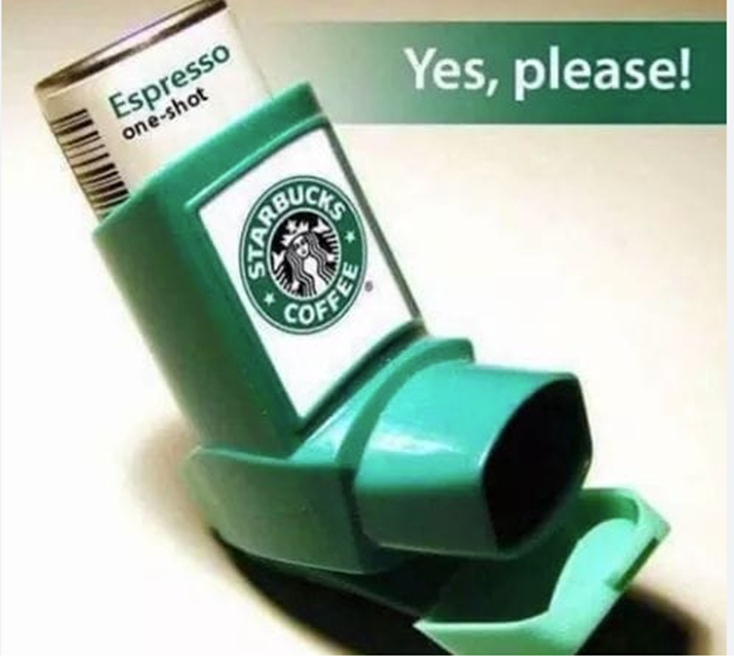 Yes, please!
Espresso
one-shot
STARBUCKS
COFFEE
®